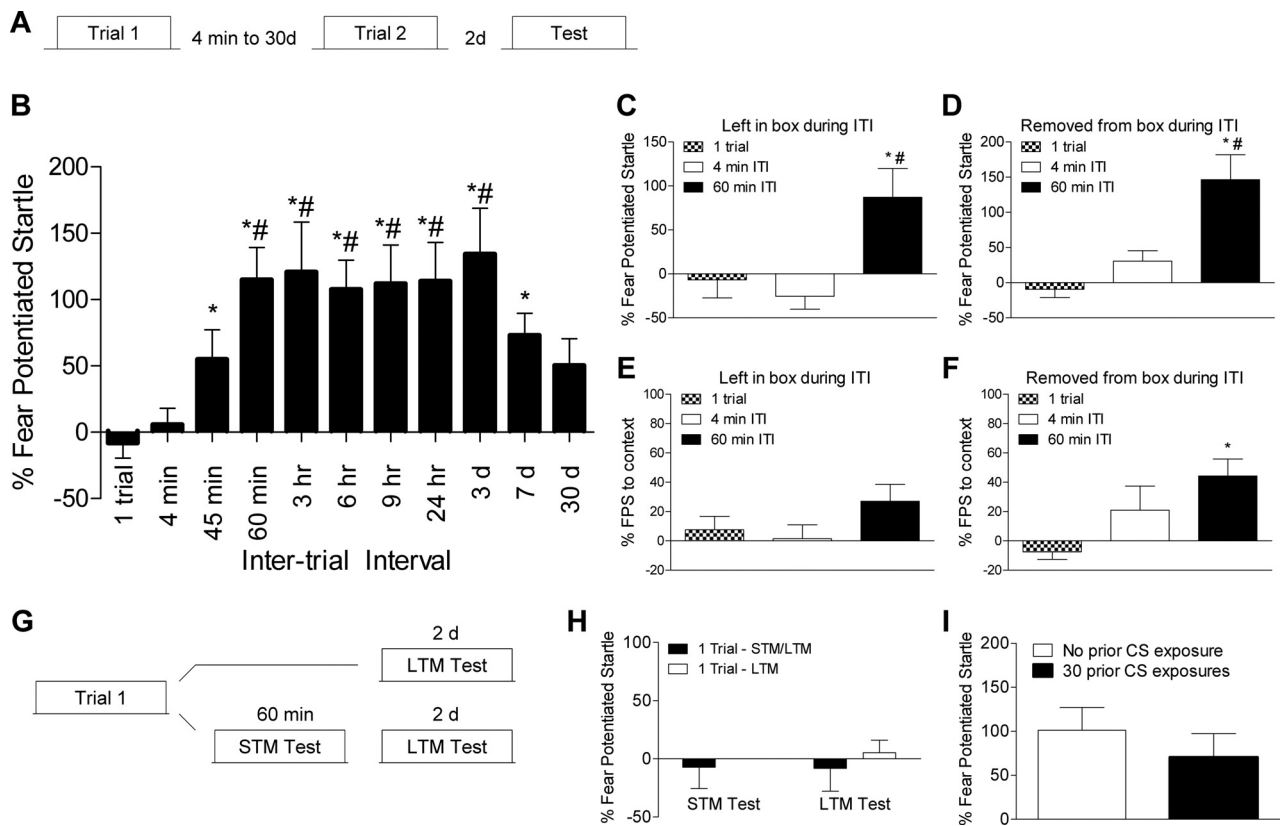 A
Trial 1
4 min to 30d
Trial 2
2d
Test
B
% Fear Potentiated Startle
200
150
100
50
0
-50
*
*#
*#
*#
*#
*#
*#
*
1 trial
4 min
45 min
60 min
3 hr
6 hr
9 hr
24 hr
3 d
7 d
30 d
Inter-trial Interval
C
Left in box during ITI
% Fear Potentiated Startle
150
100
50
0
-50
1 trial
4 min ITI
60 min ITI
*#
D
Removed from box during ITI
% Fear Potentiated Startle
200
150
100
50
0
-50
1 trial
4 min ITI
60 min ITI
*#
E
Left in box during ITI
% FPS to context
100
80
60
40
20
0
-20
1 trial
4 min ITI
60 min ITI
F
Removed from box during ITI
% FPS to context
100
80
60
40
20
0
-20
1 trial
4 min ITI
60 min ITI
*
G
Trial 1
2 d
LTM Test
60 min
STM Test
2 d
LTM Test
H
% Fear Potentiated Startle
100
50
0
-50
1 Trial - STM/LTM
1 Trial - LTM
STM Test
LTM Test
I
% Fear Potentiated Startle
200
150
100
50
0
No prior CS exposure
30 prior CS exposures